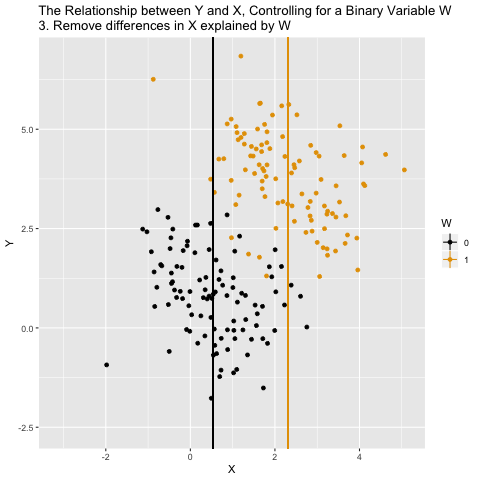 The Relationship between Y and X, Controlling for a Binary Variable W
3. Remove differences in X explained by W
5.0
2.5
0.0
-2.5
Y
-2
0
2
4
X
W
0
1